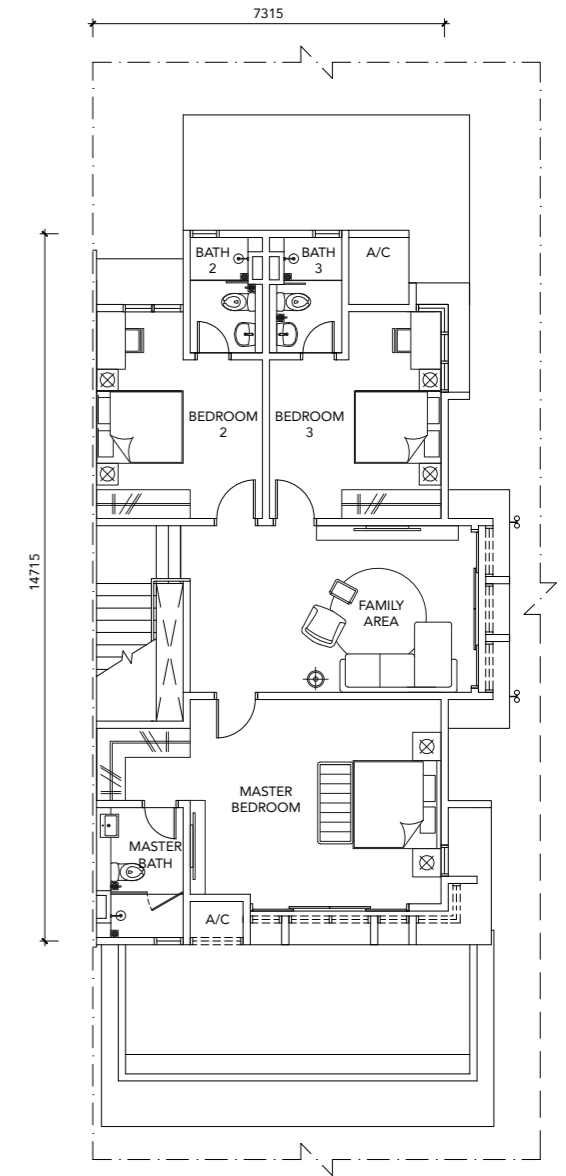 7315
BATH
2
BATH
3
A/C
BEDROOM
2
BEDROOM
3
14715
FAMILY
AREA
MASTER
BEDROOM
MASTER
BATH
A/C